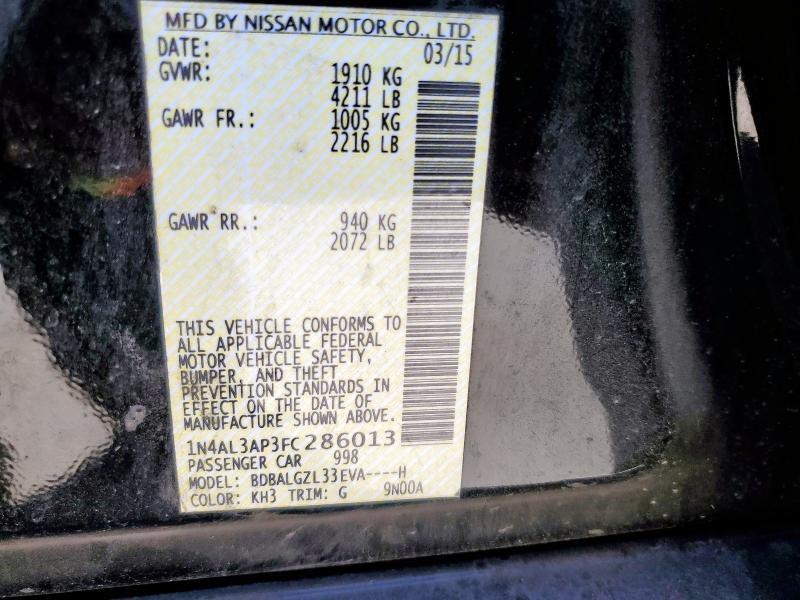 MFD BY NISSAN MOTOR CO., LTD.
DATE: 03/15
GVWR: 1910 KG
4211 LB
GAWR FR.: 1005 KG
2216 LB
GAWR RR.: 940 KG
2072 LB
THIS VEHICLE CONFORMS TO
ALL APPLICABLE FEDERAL
MOTOR VEHICLE SAFETY,
BUMPER, AND THEFT
PREVENTION STANDARDS IN
EFFECT ON THE DATE OF
MANUFACTURE SHOWN ABOVE.
1N4AL3AP3FC286013
PASSENGER CAR 998
MODEL: BDBALGZL33EVA----H
COLOR: KH3 TRIM: G 9N00A